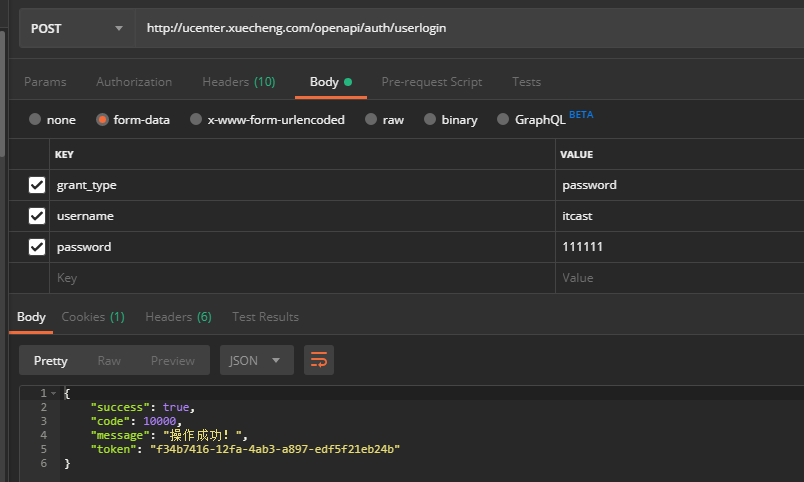 POST http://ucenter.xuecheng.com/openapi/auth/userlogin
Params Authorization Headers (10) Body Pre-request Script Tests
none form-data x-www-form-urlencoded raw binary GraphQL BETA
KEY VALUE
grant_type password
username itcast
password 111111
Key Value
Body Cookies (1) Headers (6) Test Results
Pretty Raw Preview JSON
1 {
2 "success": true,
3 "code": 10000,
4 "message": "操作成功！",
5 "token": "f34b7416-12fa-4ab3-a897-edf5f21eb24b"
6 }